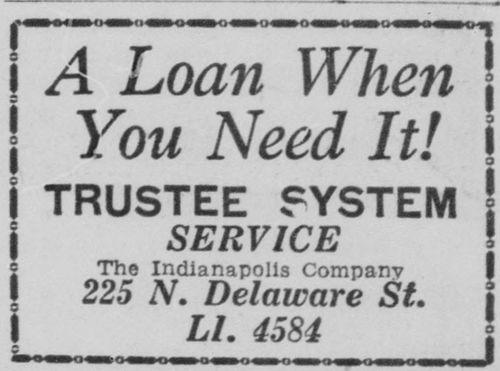 A Loan When
You Need It!
TRUSTEE SYSTEM
SERVICE
The Indianapolis Company
225 N. Delaware St.
LI. 4584